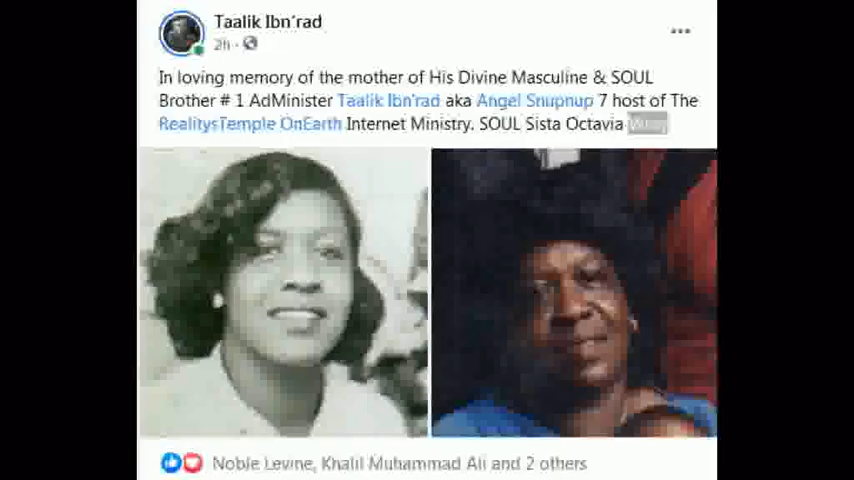 Taalik Ibn'rad
2h ·
In loving memory of the mother of His Divine Masculine & SOUL
Brother # 1 AdMinister Taalik Ibn'rad aka Angel Snupnup 7 host of The
RealitysTemple OnEarth Internet Ministry. SOUL Sista Octavia
Noble Levine, Khalil Muhammad Ali and 2 others